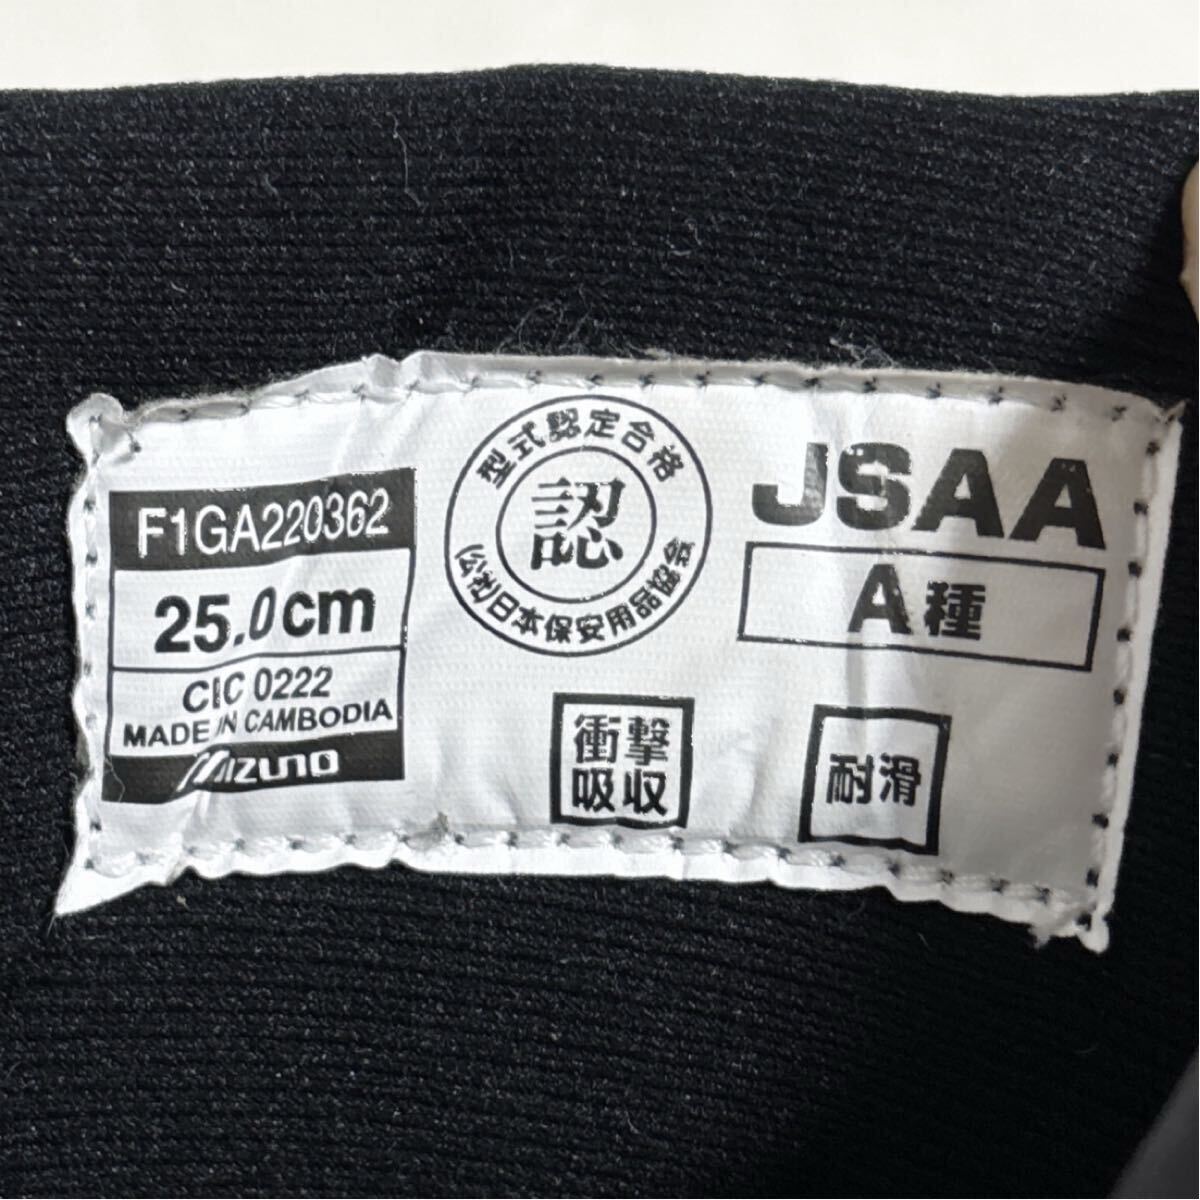 F1GA220362
25.0cm
CIC 0222
MADE IN CAMBODIA
MIZUNO
型式認定合格
認
(公社)日本保安用品協会
JSAA
A種
衝撃
吸収
耐滑